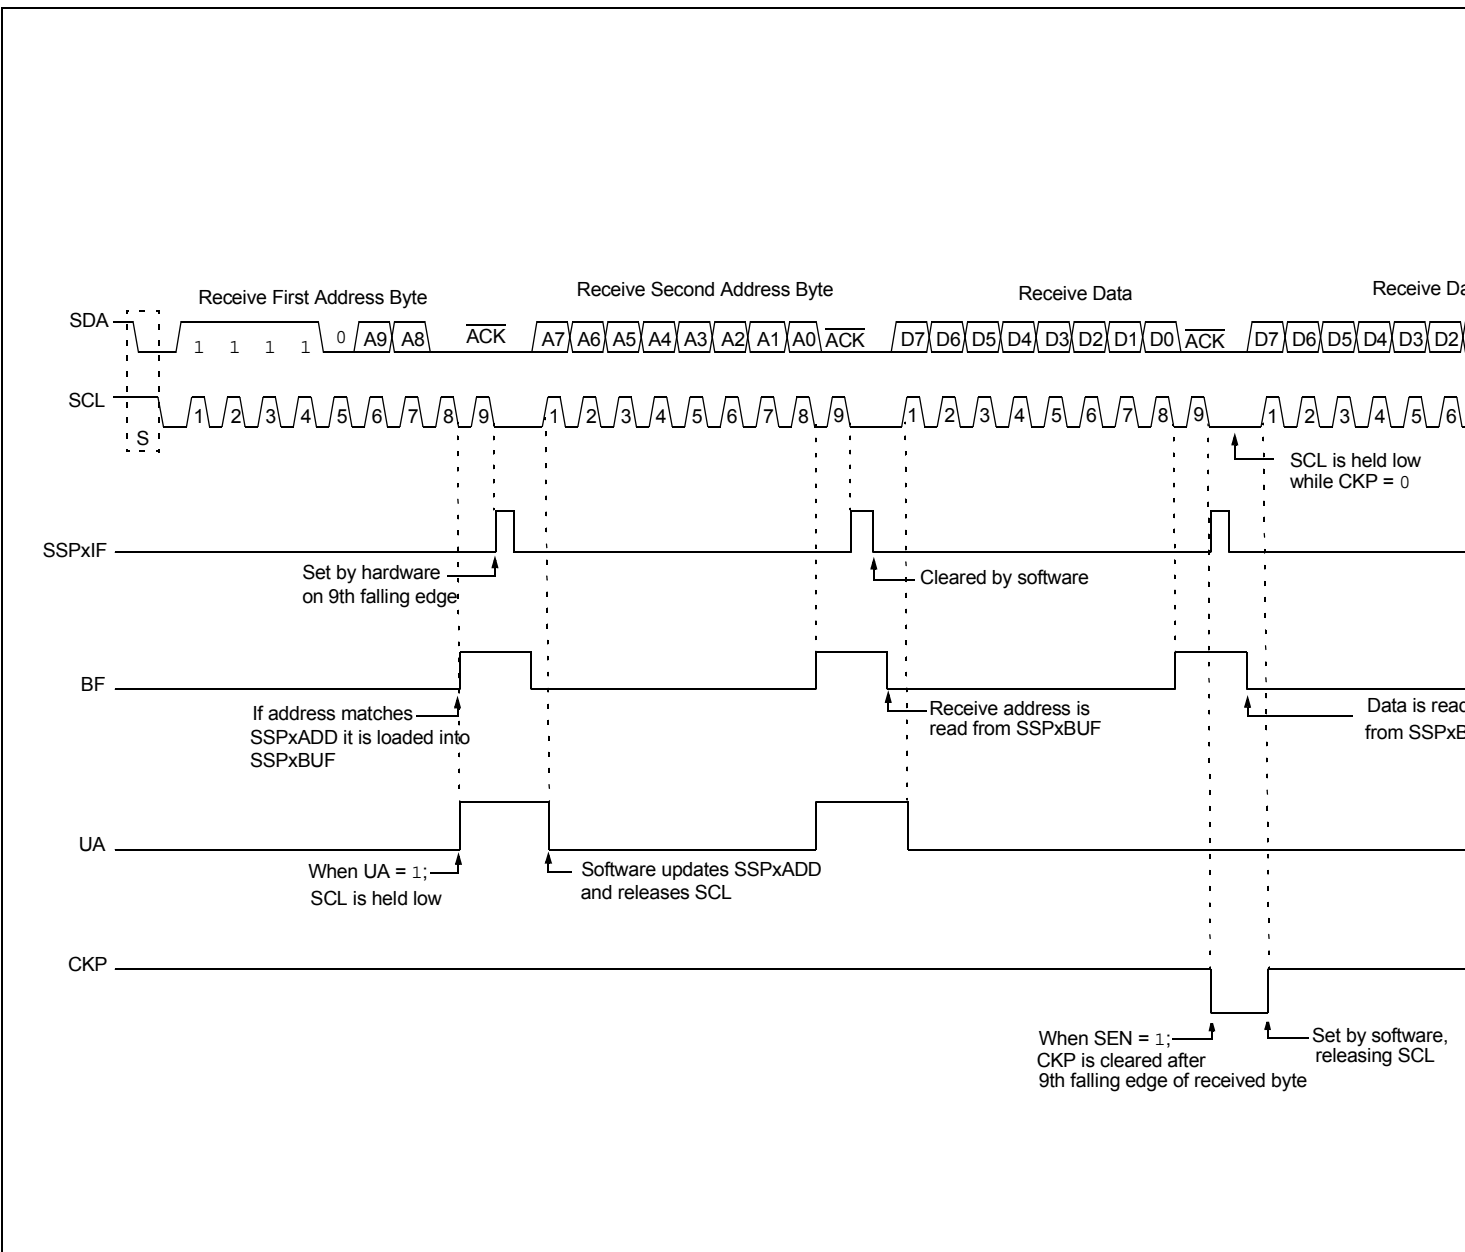 Receive First Address Byte
Receive Second Address Byte
Receive Data
Receive Da
SDA
1 1 1 1 0 A9 A8 ACK A7 A6 A5 A4 A3 A2 A1 A0 ACK D7 D6 D5 D4 D3 D2 D1 D0 ACK D7 D6 D5 D4 D3 D2
SCL
1 2 3 4 5 6 7 8 9 1 2 3 4 5 6 7 8 9 1 2 3 4 5 6 7 8 9 1 2 3 4 5 6
S
SCL is held low
while CKP = 0
SSPxIF
Set by hardware
on 9th falling edge
Cleared by software
BF
If address matches
SSPxADD it is loaded into
SSPxBUF
Receive address is
read from SSPxBUF
Data is read
from SSPxB
UA
When UA = 1;
SCL is held low
Software updates SSPxADD
and releases SCL
CKP
When SEN = 1;
CKP is cleared after
9th falling edge of received byte
Set by software,
releasing SCL